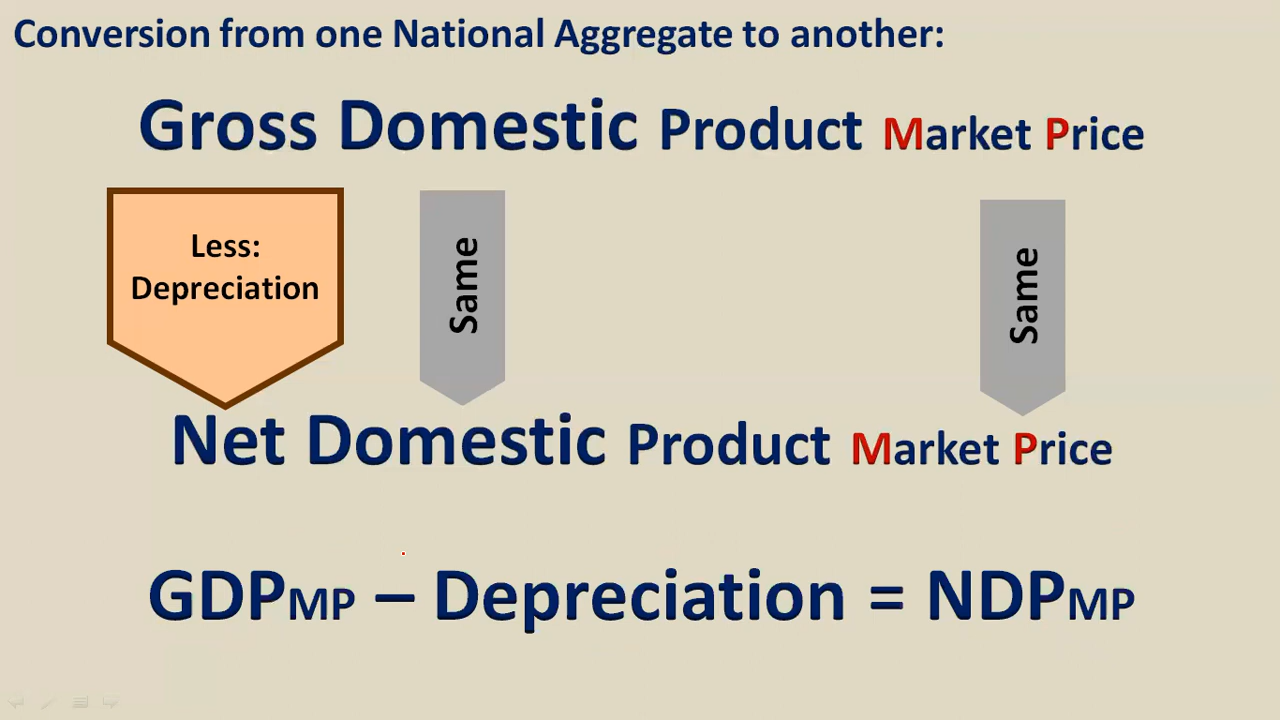 Conversion from one National Aggregate to another:
Gross Domestic Product Market Price
Less:
Depreciation
Same
Same
Net Domestic Product Market Price
GDPMP – Depreciation = NDPMP